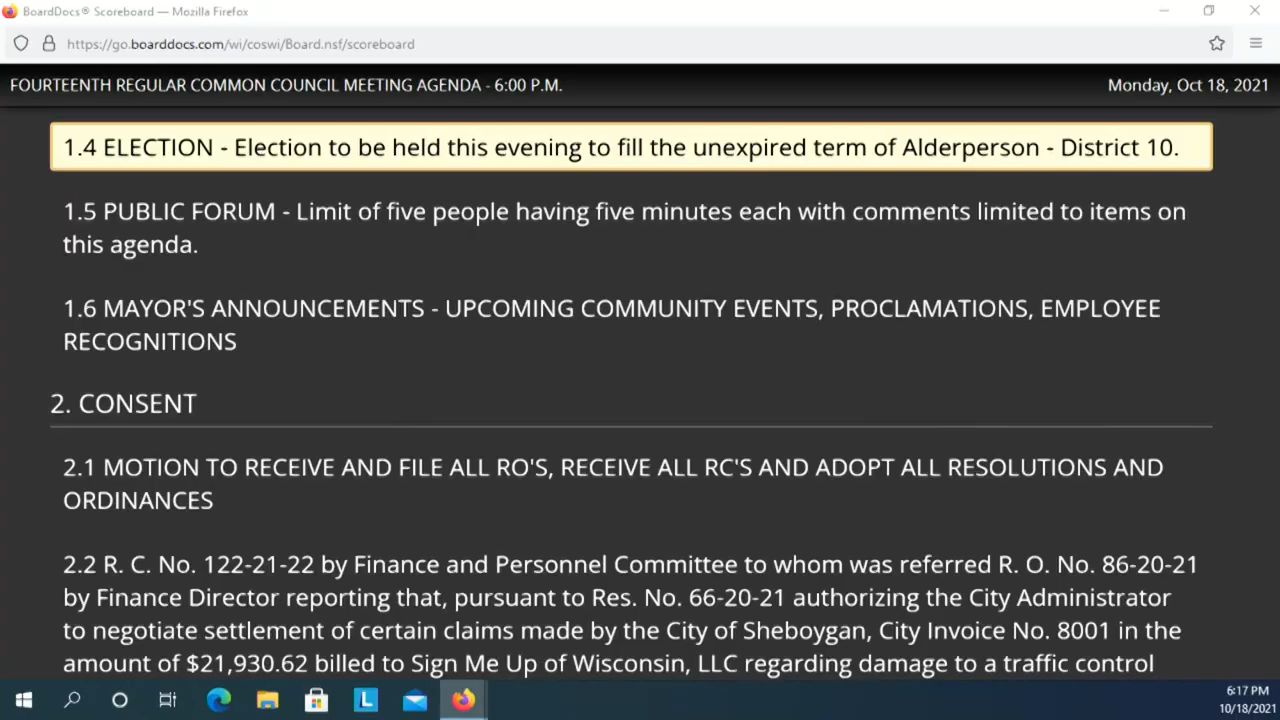 BoardDocs® Scoreboard — Mozilla Firefox
https://go.boarddocs.com/wi/coswi/Board.nsf/scoreboard
FOURTEENTH REGULAR COMMON COUNCIL MEETING AGENDA - 6:00 P.M.
Monday, Oct 18, 2021
1.4 ELECTION - Election to be held this evening to fill the unexpired term of Alderperson - District 10.
1.5 PUBLIC FORUM - Limit of five people having five minutes each with comments limited to items on
this agenda.
1.6 MAYOR'S ANNOUNCEMENTS - UPCOMING COMMUNITY EVENTS, PROCLAMATIONS, EMPLOYEE
RECOGNITIONS
2. CONSENT
2.1 MOTION TO RECEIVE AND FILE ALL RO'S, RECEIVE ALL RC'S AND ADOPT ALL RESOLUTIONS AND
ORDINANCES
2.2 R. C. No. 122-21-22 by Finance and Personnel Committee to whom was referred R. O. No. 86-20-21
by Finance Director reporting that, pursuant to Res. No. 66-20-21 authorizing the City Administrator
to negotiate settlement of certain claims made by the City of Sheboygan, City Invoice No. 8001 in the
amount of $21,930.62 billed to Sign Me Up of Wisconsin, LLC regarding damage to a traffic control
L
6:17 PM
10/18/2021